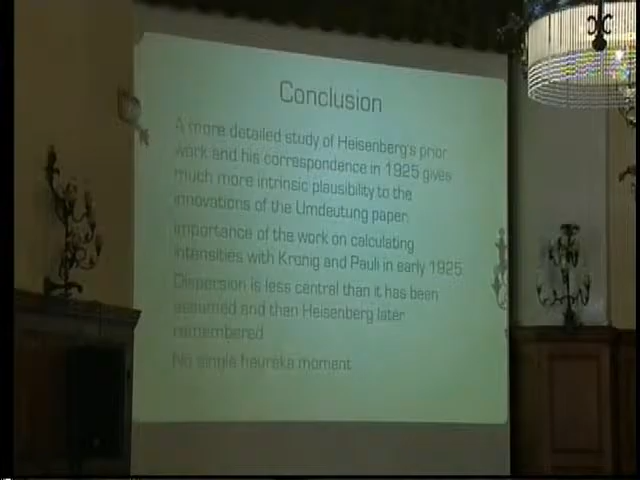 Conclusion
A more detailed study of Heisenberg's prior
work and his correspondence in 1925 gives
much more intrinsic plausibility to the
innovations of the Umdeutung paper.
Importance of the work on calculating
intensities with Kronig and Pauli in early 1925
Dispersion is less central than it has been
assumed and than Heisenberg later
remembered
No single heureka moment